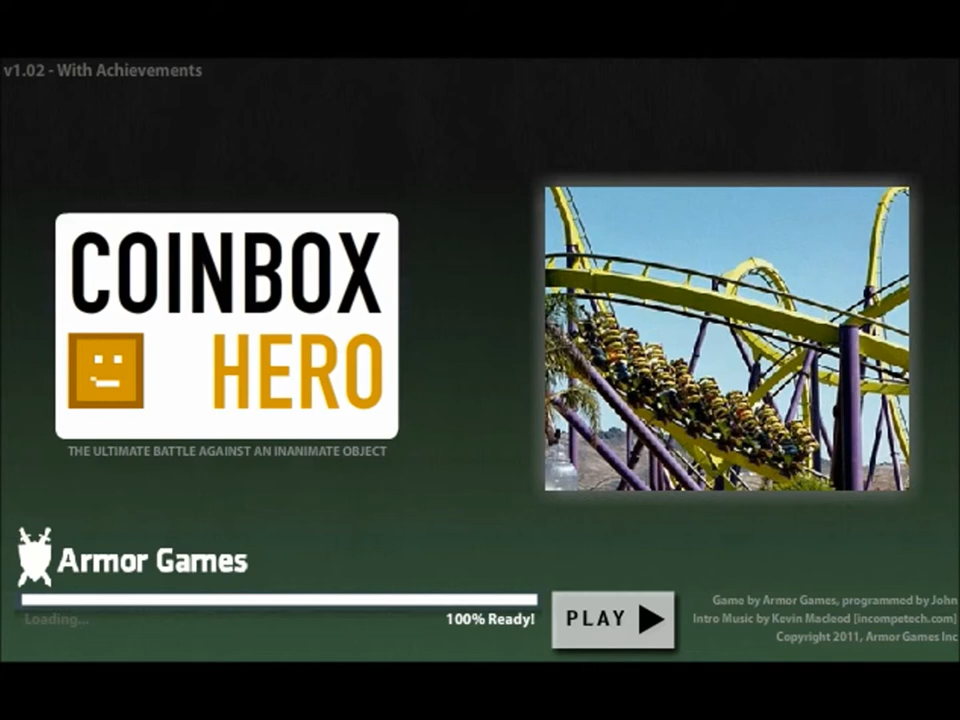 v1.02 - With Achievements
COINBOX
HERO
THE ULTIMATE BATTLE AGAINST AN INANIMATE OBJECT
Armor Games
Loading...
100% Ready!
PLAY
Game by Armor Games, programmed by John
Intro Music by Kevin Macleod [incompetech.com]
Copyright 2011, Armor Games Inc